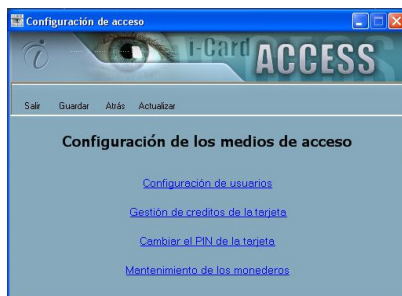 Configuración de acceso
i-Card ACCESS
Salir Guardar Atrás Actualizar
Configuración de los medios de acceso
Configuración de usuarios
Gestión de creditos de la tarjeta
Cambiar el PIN de la tarjeta
Mantenimiento de los monederos